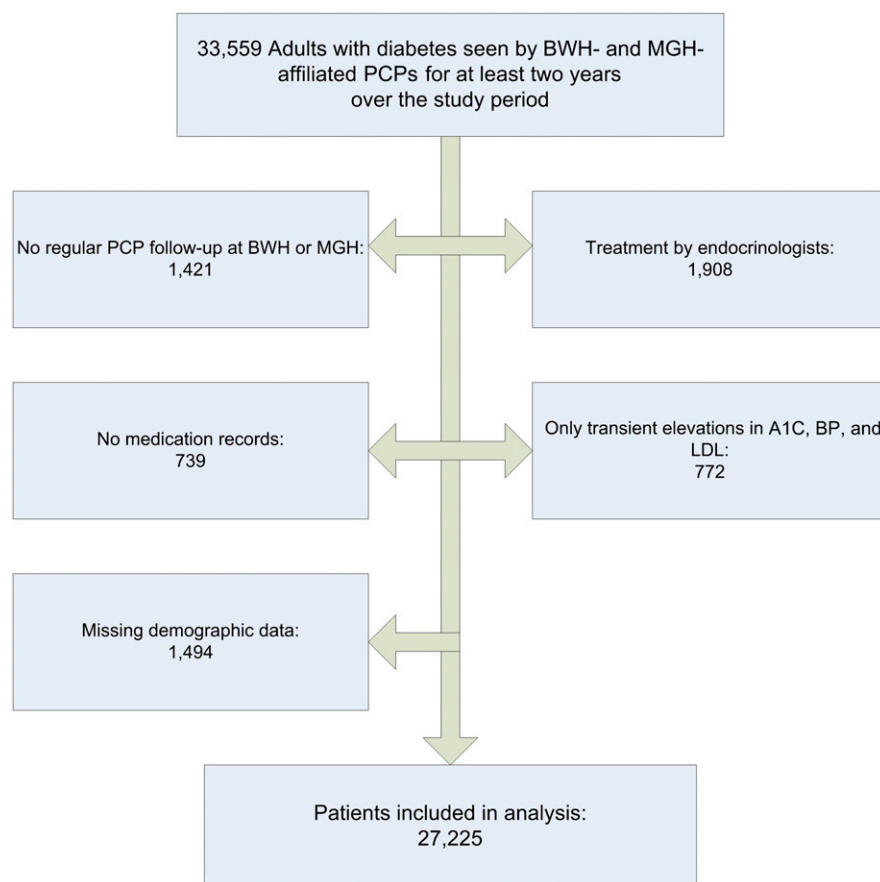 33,559 Adults with diabetes seen by BWH- and MGH-
affiliated PCPs for at least two years
over the study period
No regular PCP follow-up at BWH or MGH:
1,421
Treatment by endocrinologists:
1,908
No medication records:
739
Only transient elevations in A1C, BP, and
LDL:
772
Missing demographic data:
1,494
Patients included in analysis:
27,225